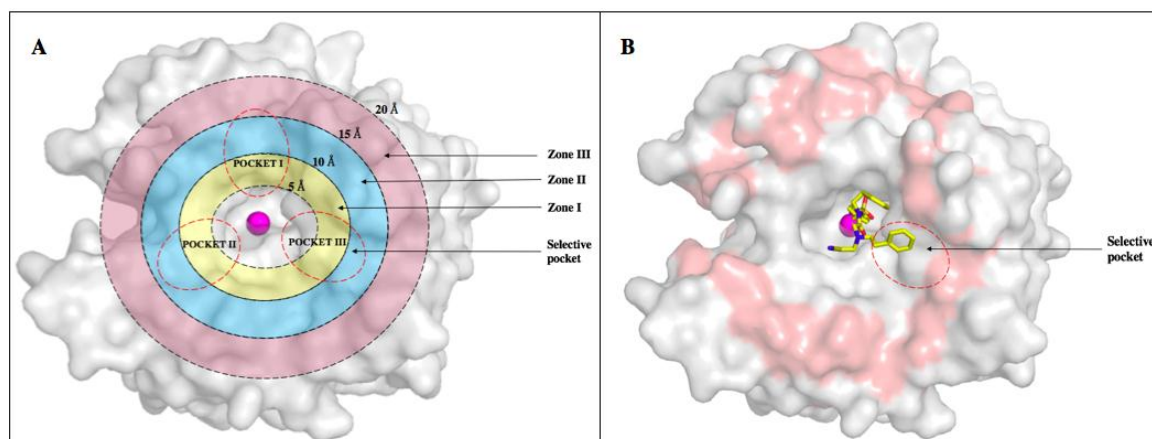 A
20 Å
15 Å
Zone III
POCKET I
10 Å
Zone II
5 Å
Zone I
POCKET II
POCKET III
Selective
pocket
B
Selective
pocket